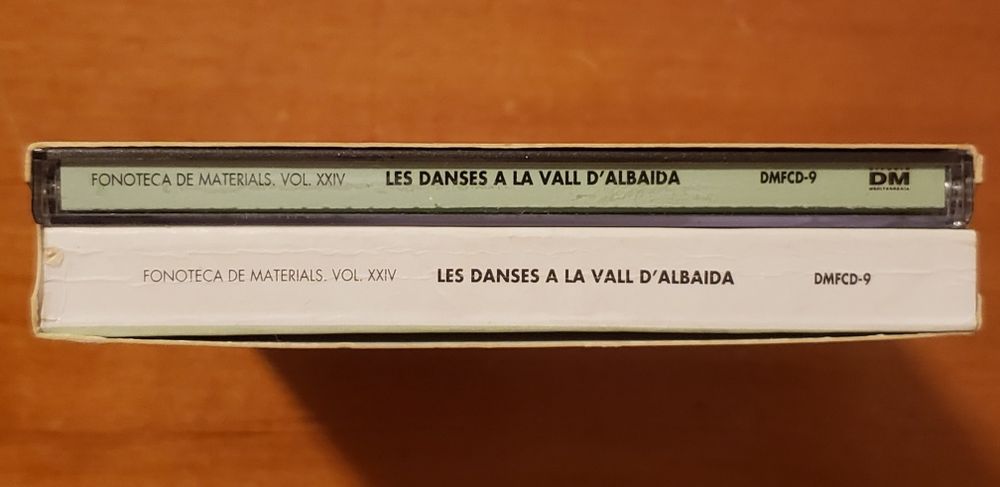 FONOTECA DE MATERIALS. VOL. XXIV LES DANSES A LA VALL D'ALBAIDA DMFCD-9 DM
MEDITERRÀNIA
FONOTECA DE MATERIALS. VOL. XXIV LES DANSES A LA VALL D'ALBAIDA DMFCD-9